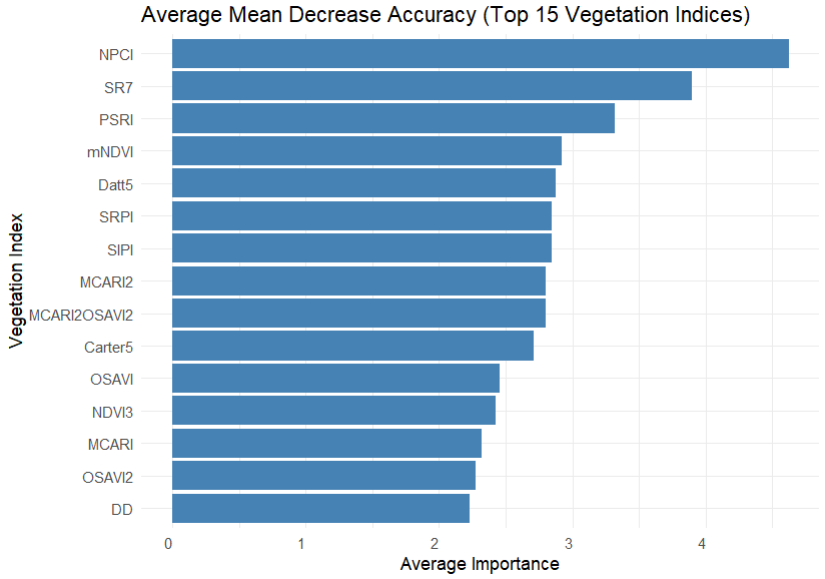 Average Mean Decrease Accuracy (Top 15 Vegetation Indices)
Vegetation Index
NPCI
SR7
PSRI
mNDVI
Datt5
SRPI
SIPI
MCARI2
MCARI2OSAVI2
Carter5
OSAVI
NDVI3
MCARI
OSAVI2
DD
0 1 2 3 4
Average Importance